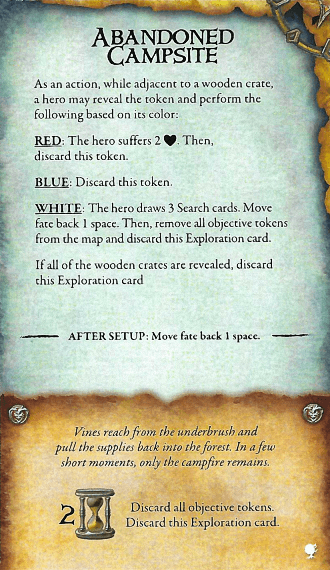 ABANDONED
CAMPSITE
As an action, while adjacent to a wooden crate,
a hero may reveal the token and perform the
following based on its color:
RED: The hero suffers 2 ♥. Then,
discard this token.
BLUE: Discard this token.
WHITE: The hero draws 3 Search cards. Move
fate back 1 space. Then, remove all objective tokens
from the map and discard this Exploration card.
If all of the wooden crates are revealed, discard
this Exploration card
AFTER SETUP: Move fate back 1 space.
Vines reach from the underbrush and
pull the supplies back into the forest. In a few
short moments, only the campfire remains.
2
Discard all objective tokens.
Discard this Exploration card.